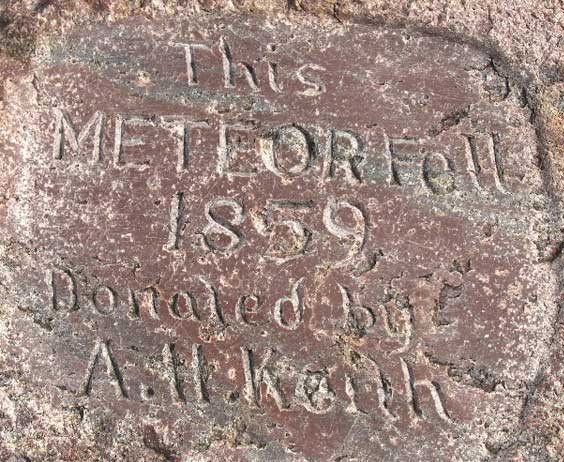 This
METEOR Fell
1859
Donated by
A.H. Keith